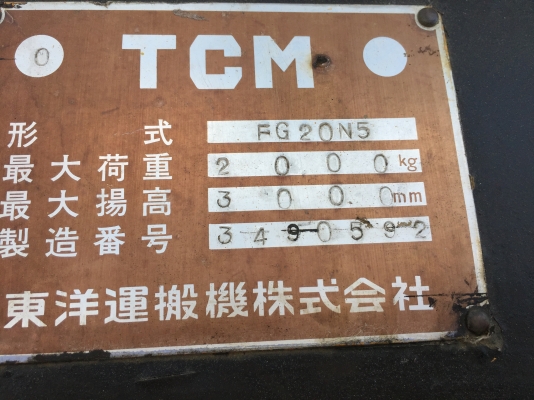 0 TCM
形式 FG20N5
最大荷重 2000kg
最大揚高 3000mm
製造番号 3490592
東洋運搬機株式会社